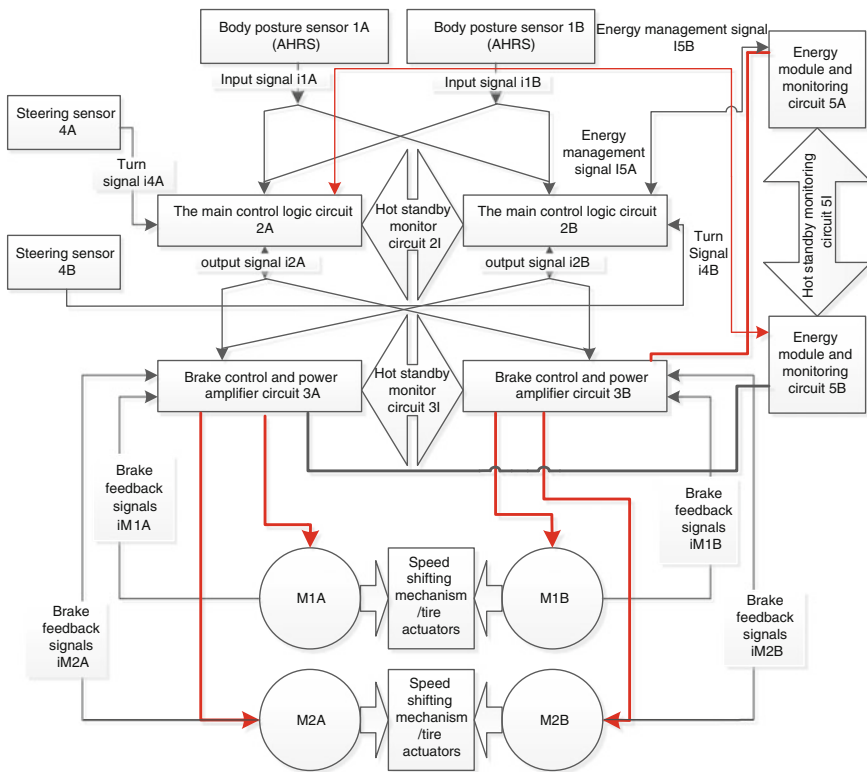 Body posture sensor 1A
(AHRS)
Body posture sensor 1B
(AHRS)
Energy management signal
I5B
Energy
module and
monitoring
circuit 5A
Input signal i1A
Input signal i1B
Steering sensor
4A
Turn
signal i4A
Energy
management
signal I5A
The main control logic circuit
2A
Hot standby
monitor
circuit 2I
The main control logic circuit
2B
Hot standby monitoring
circuit 5I
Steering sensor
4B
output signal i2A
output signal i2B
Turn
Signal
i4B
Energy
module and
monitoring
circuit 5B
Brake control and power
amplifier circuit 3A
Hot standby
monitor
circuit 3I
Brake control and power
amplifier circuit 3B
Brake
feedback
signals
iM1A
Brake
feedback
signals
iM1B
M1A
Speed
shifting
mechanism
/tire
actuators
M1B
Brake
feedback
signals
iM2A
Brake
feedback
signals
iM2B
M2A
Speed
shifting
mechanism
/tire
actuators
M2B